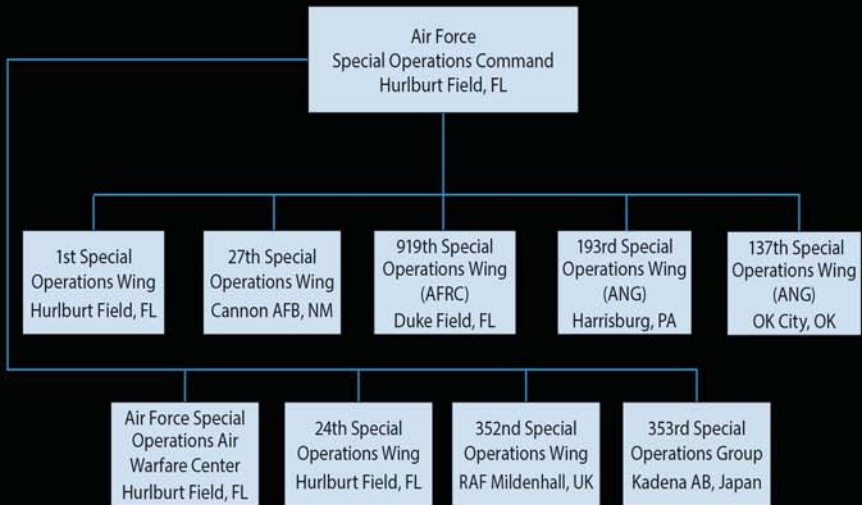 Air Force
Special Operations Command
Hurlburt Field, FL
1st Special
Operations Wing
Hurlburt Field, FL
27th Special
Operations Wing
Cannon AFB, NM
919th Special
Operations Wing
(AFRC)
Duke Field, FL
193rd Special
Operations Wing
(ANG)
Harrisburg, PA
137th Special
Operations Wing
(ANG)
OK City, OK
Air Force Special
Operations Air
Warfare Center
Hurlburt Field, FL
24th Special
Operations Wing
Hurlburt Field, FL
352nd Special
Operations Wing
RAF Mildenhall, UK
353rd Special
Operations Group
Kadena AB, Japan